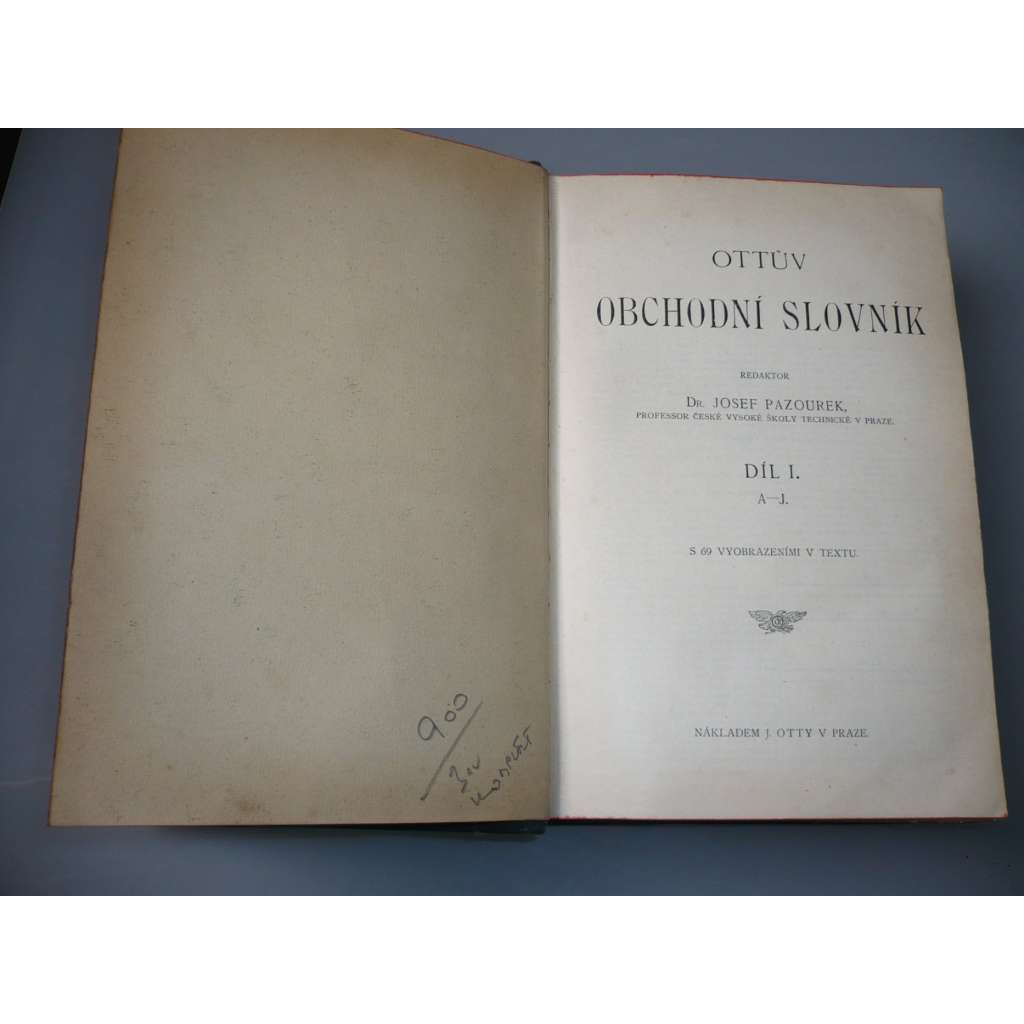 900
KOMPLET
OTTŮV
OBCHODNÍ SLOVNÍK
REDAKTOR
DR. JOSEF PAZOUREK,
PROFESSOR ČESKÉ VYSOKÉ ŠKOLY TECHNICKÉ V PRAZE.
DÍL I.
A—J.
S 69 VYOBRAZENÍMI V TEXTU.
NÁKLADEM J. OTTY V PRAZE.